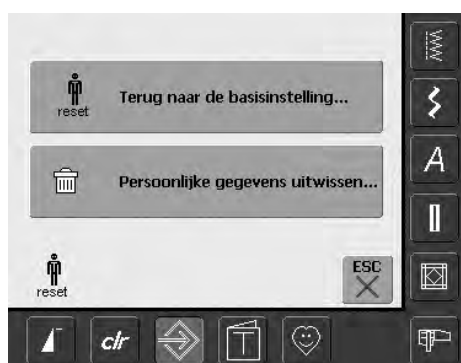 reset
Terug naar de basisinstelling...
Persoonlijke gegevens uitwissen...
reset
ESC
A
clr
T